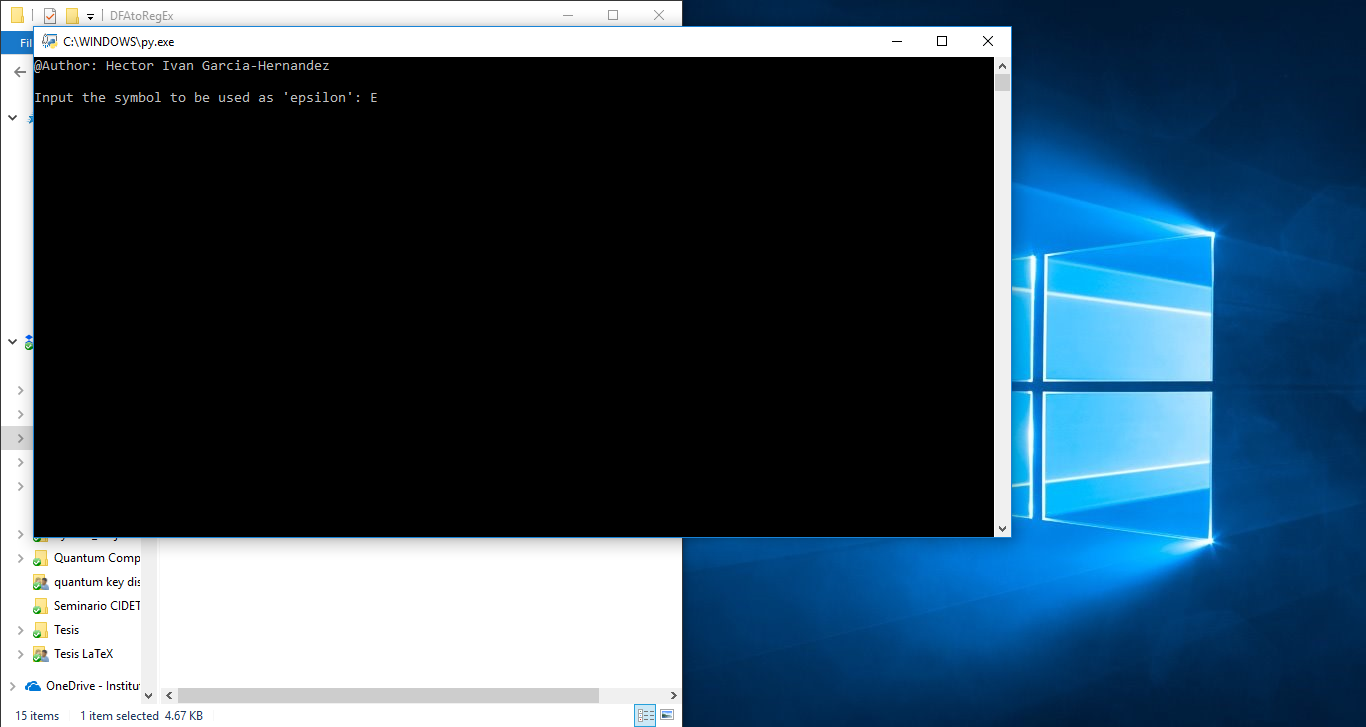 DFAtoRegEx
Fil
C:\WINDOWS\py.exe
@Author: Hector Ivan Garcia-Hernandez
Input the symbol to be used as 'epsilon': E
Quantum Comp
quantum key dis
Seminario CIDET
Tesis
Tesis LaTeX
OneDrive - Institut
15 items
1 item selected 4.67 KB